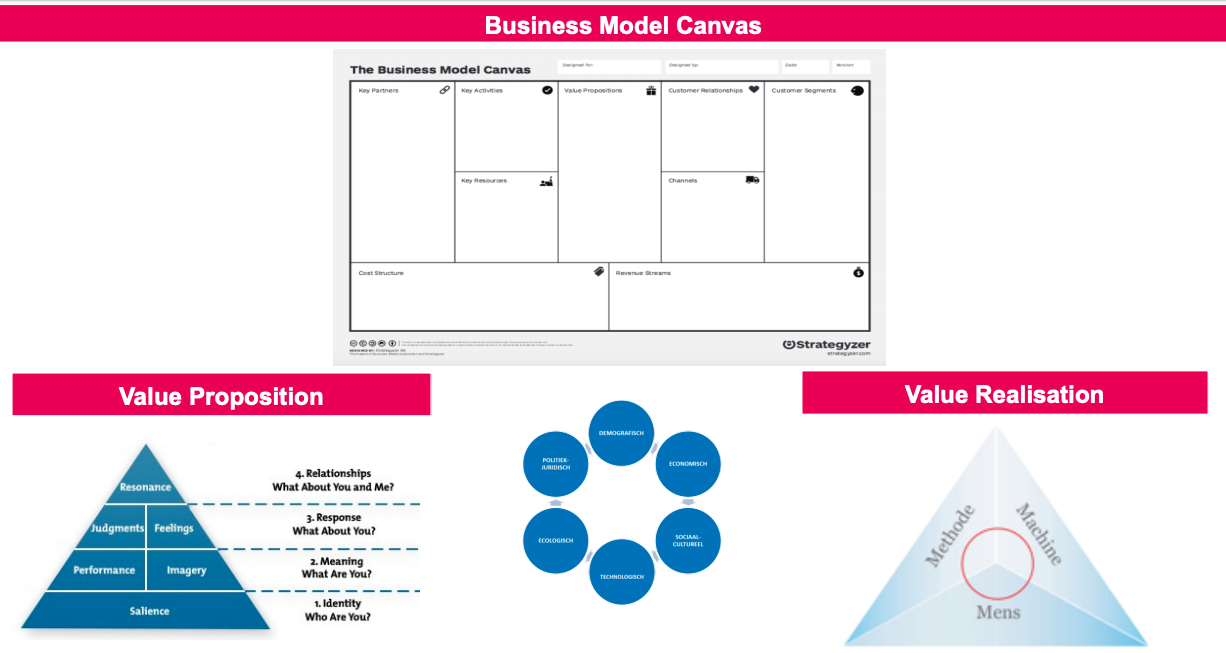 Business Model Canvas
The Business Model Canvas
Designed for:
Designed by:
Date:
Version:
Key Partners
Key Activities
Value Propositions
Customer Relationships
Customer Segments
Key Resources
Channels
Cost Structure
Revenue Streams
Strategyzer
strategyzer.com
Value Proposition
Value Realisation
Resonance
4. Relationships
What About You and Me?
Judgments
Feelings
3. Response
What About You?
Performance
Imagery
2. Meaning
What Are You?
Salience
1. Identity
Who Are You?
DEMOGRAFISCH
ECONOMISCH
SOCIAAL-
CULTUREEL
TECHNOLOGISCH
ECOLOGISCH
POLITIEK-
JURIDISCH
Methode
Machine
Mens